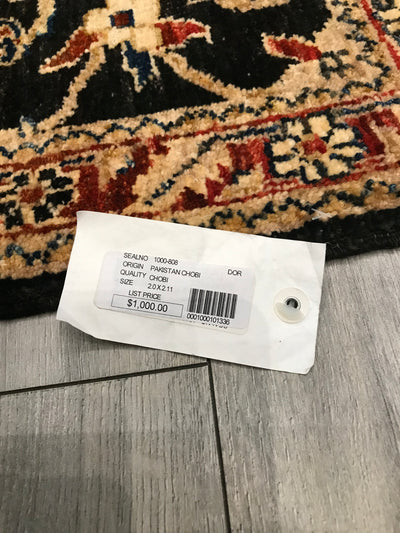 SEALNO 1000-808
ORIGIN PAKISTAN CHOBI DOR
QUALITY CHOBI
SIZE 2.0 X 2.11
LIST PRICE
$1,000.00
0001000101336